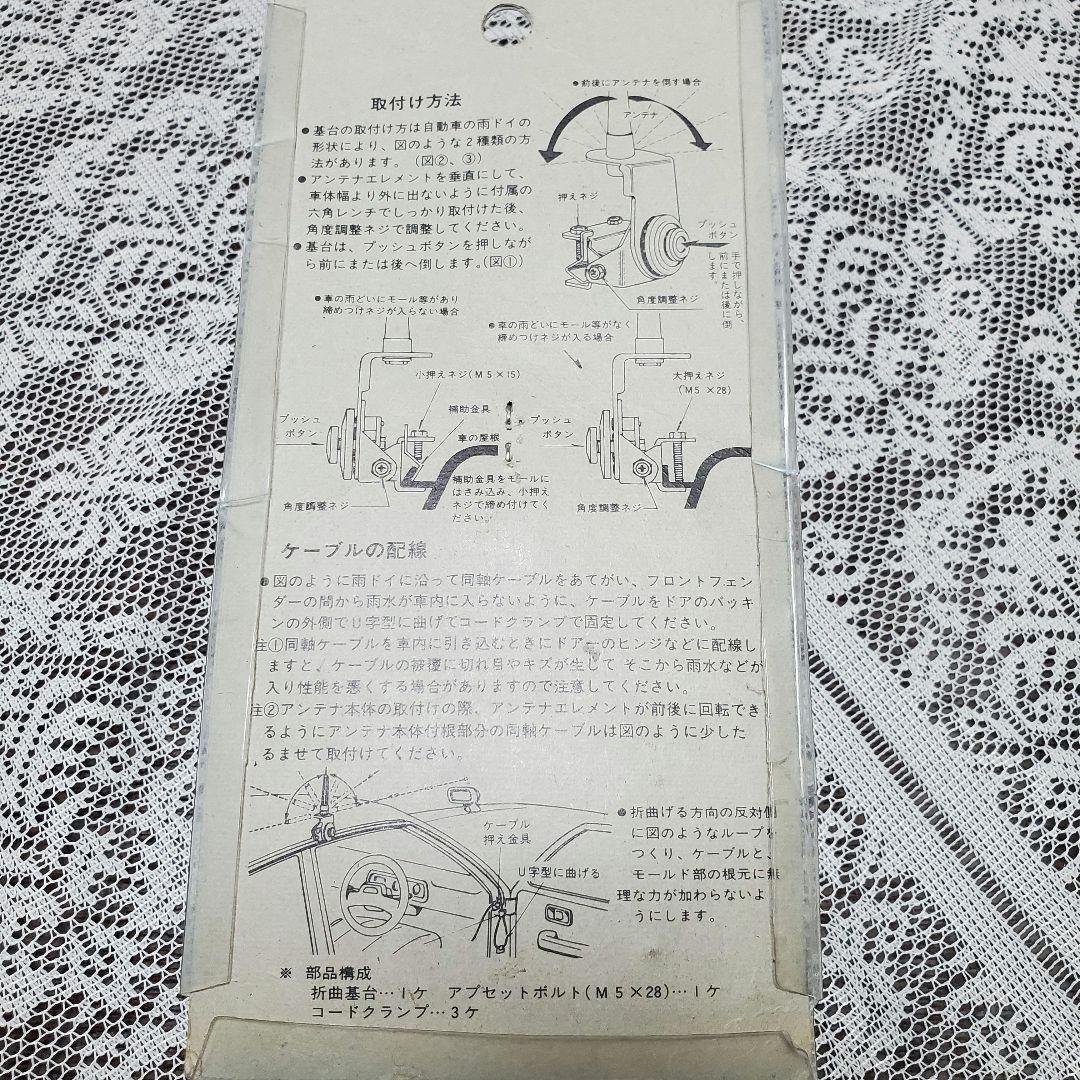 取付け方法
●基台の取付け方は自動車の雨ドイの
形状により、図のような2種類の方
法があります。(図②、③)
●アンテナエレメントを垂直にして、
車体幅より外に出ないように付属の
六角レンチでしっかり取付けた後、
角度調整ネジで調整してください。
●基台は、プッシュボタンを押しなが
ら前にまたは後へ倒します。(図①)
●前後にアンテナを倒す場合
アンテナ
押えネジ
プッシュ
ボタン
手で押しながら、
前にまたは後に倒
します。
角度調整ネジ
●車の雨どいにモール等があり
締めつけネジが入らない場合
小押えネジ(M5×15)
補助金具
プッシュ
ボタン
車の屋根
補助金具をモールに
はさみ込み、小押え
ネジで締め付けてく
ださい。
角度調整ネジ
●車の雨どいにモール等がなく
締めつけネジが入る場合
大押えネジ
(M5×28)
プッシュ
ボタン
角度調整ネジ
ケーブルの配線
●図のように雨ドイに沿って同軸ケーブルをあてがい、フロントフェン
ダーの間から雨水が車内に入らないように、ケーブルをドアのパッキ
ンの外側でU字型に曲げてコードクランプで固定してください。
注①同軸ケーブルを車内に引き込むときにドアーのヒンジなどに配線し
ますと、ケーブルの被覆に切れ目やキズが生じて そこから雨水などが
入り性能を悪くする場合がありますので注意してください。
注②アンテナ本体の取付けの際、アンテナエレメントが前後に回転でき
るようにアンテナ本体付根部分の同軸ケーブルは図のように少した
るませて取付けてください。
ケーブル
押え金具
U字型に曲げる
●折曲げる方向の反対側
に図のようなループを
つくり、ケーブルと、
モールド部の根元に無
理な力が加わらないよ
うにします。
※ 部品構成
折曲基台…1ケ アプセットボルト(M5×28)…1ケ
コードクランプ…3ケ